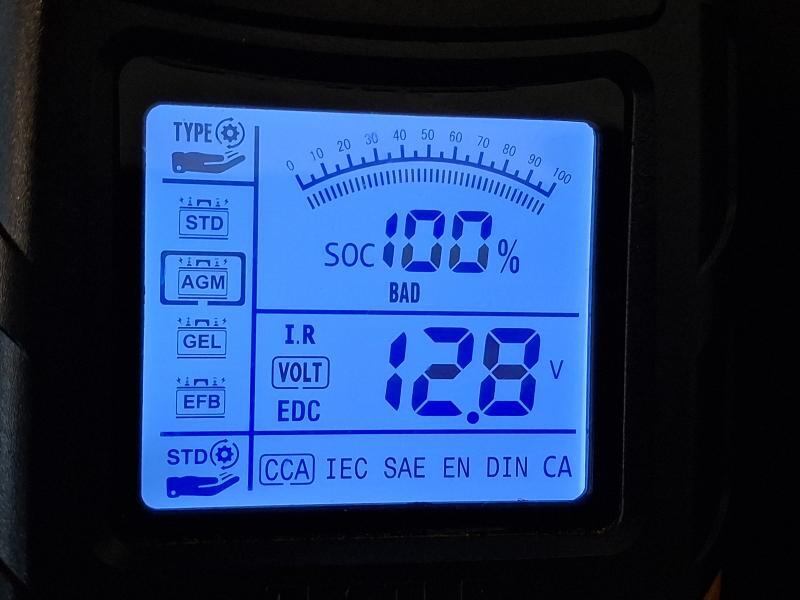 TYPE
0 10 20 30 40 50 60 70 80 90 100
STD
SOC 100 %
AGM
BAD
GEL
I.R
VOLT
12.8 V
EFB
EDC
STD
CCA IEC SAE EN DIN CA